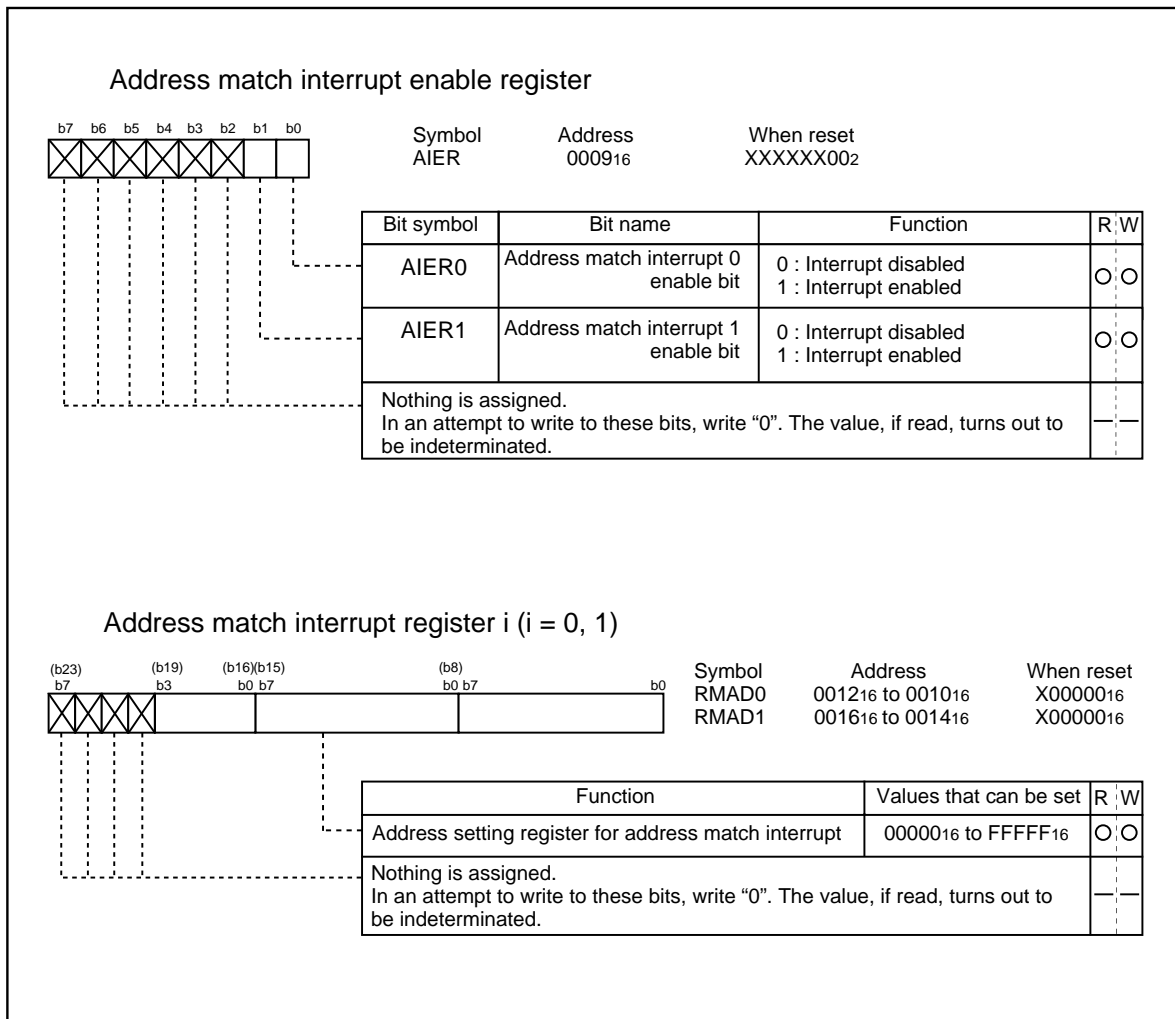 Address match interrupt enable register
b7 b6 b5 b4 b3 b2 b1 b0
Symbol Address When reset
AIER 000916 XXXXXX002
Bit symbol Bit name Function R W
AIER0 Address match interrupt 0 enable bit 0 : Interrupt disabled
1 : Interrupt enabled
AIER1 Address match interrupt 1 enable bit 0 : Interrupt disabled
1 : Interrupt enabled
Nothing is assigned.
In an attempt to write to these bits, write “0”. The value, if read, turns out to
be indeterminated.
Address match interrupt register i (i = 0, 1)
(b23) (b19) (b16)(b15) (b8)
b7 b3 b0 b7 b0 b7 b0
Symbol Address When reset
RMAD0 001216 to 001016 X0000016
RMAD1 001616 to 001416 X0000016
Function Values that can be set R W
Address setting register for address match interrupt 0000016 to FFFFF16
Nothing is assigned.
In an attempt to write to these bits, write “0”. The value, if read, turns out to
be indeterminated.